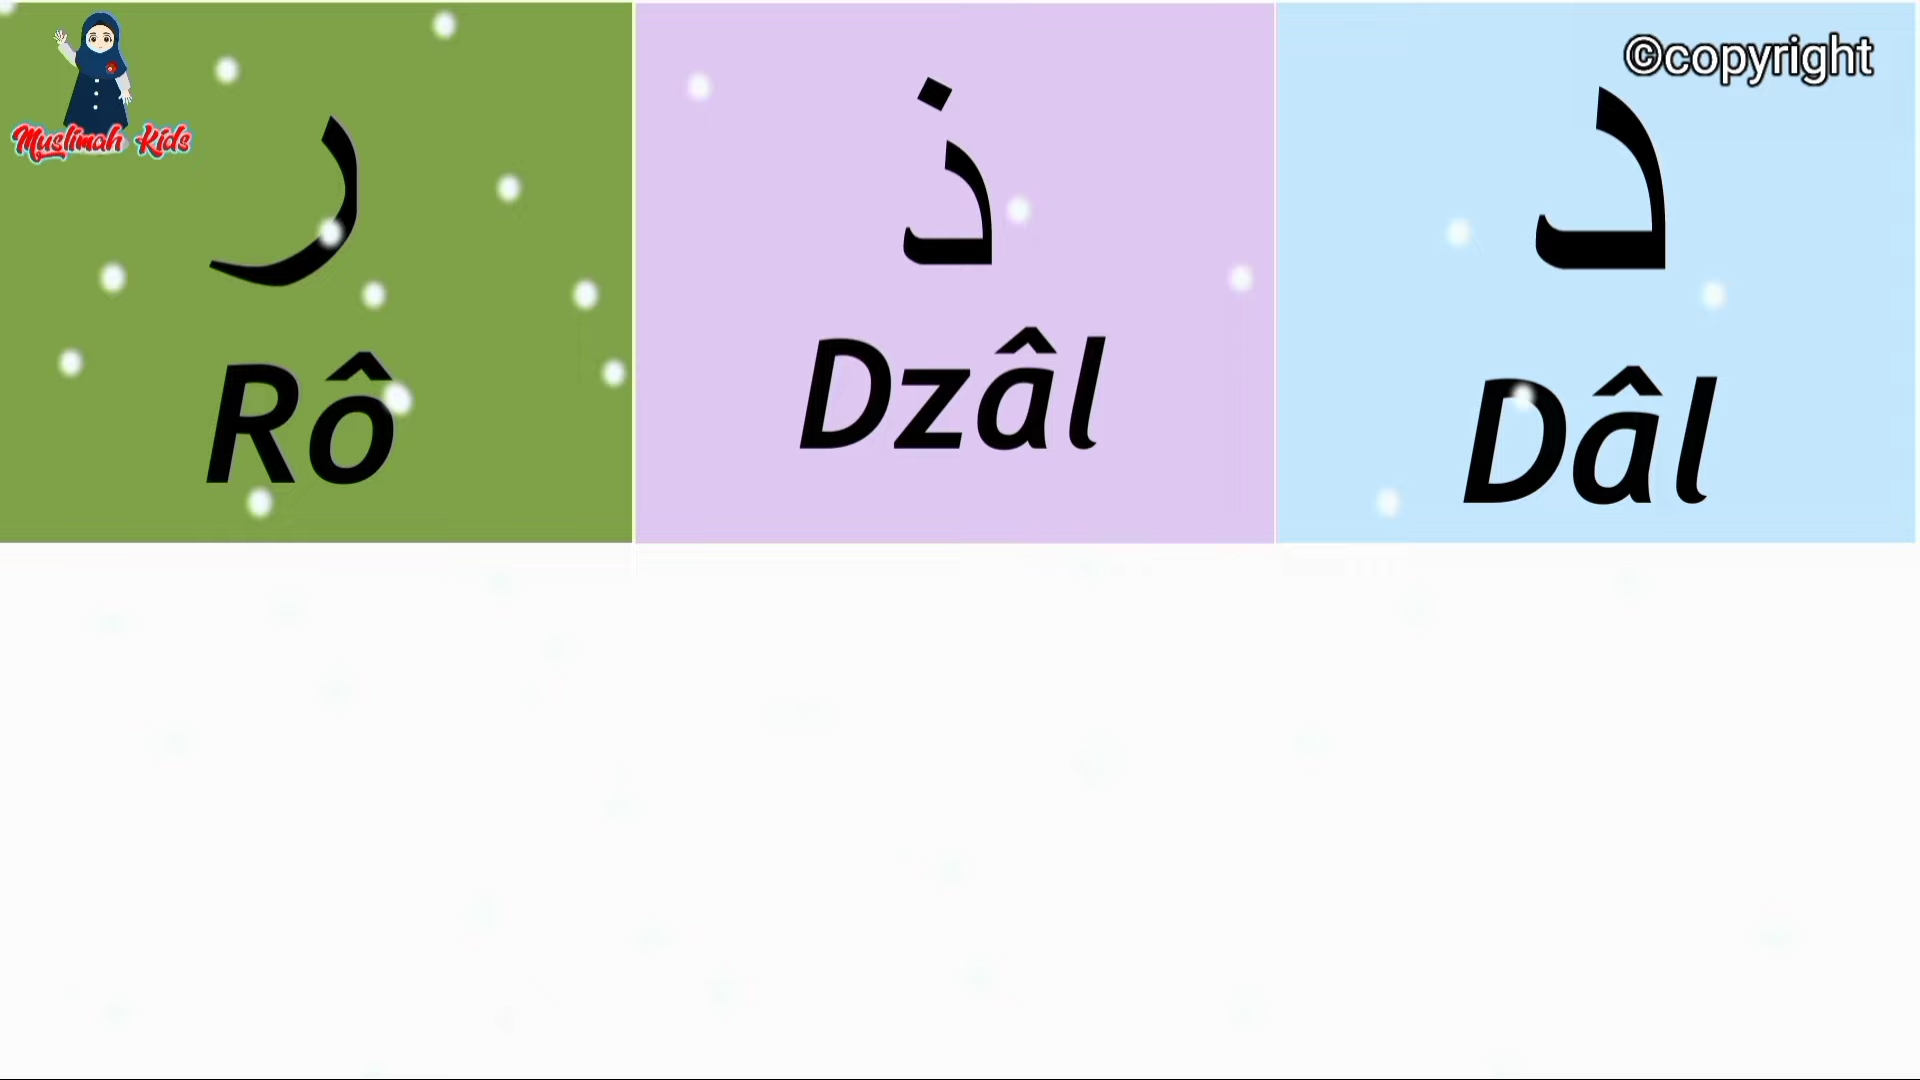 Muslimah Kids
©copyright
د
ذ
ر
Dâl
Dzâl
Rô